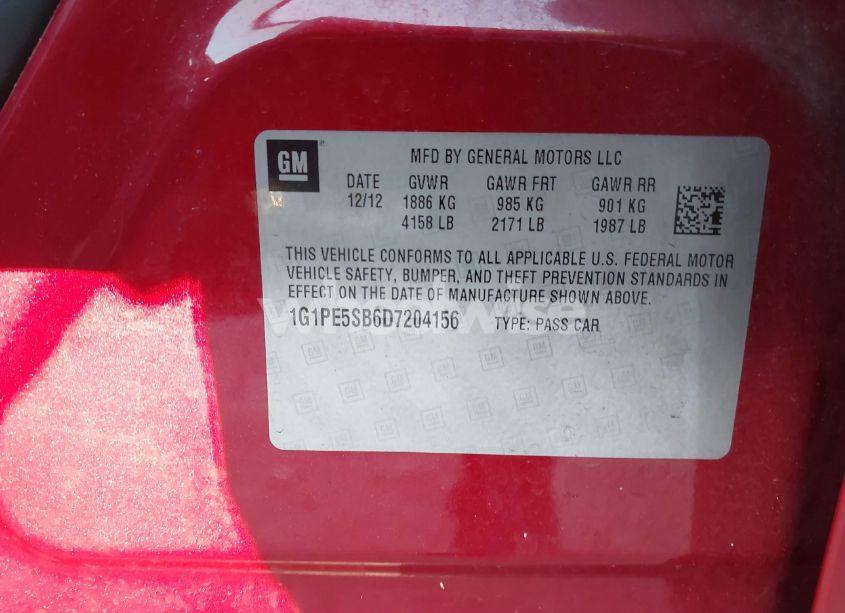 GM
MFD BY GENERAL MOTORS LLC
DATE GVWR GAWR FRT GAWR RR
12/12 1886 KG 985 KG 901 KG
4158 LB 2171 LB 1987 LB
THIS VEHICLE CONFORMS TO ALL APPLICABLE U.S. FEDERAL MOTOR
VEHICLE SAFETY, BUMPER, AND THEFT PREVENTION STANDARDS IN
EFFECT ON THE DATE OF MANUFACTURE SHOWN ABOVE.
1G1PE5SB6D7204156 TYPE: PASS CAR